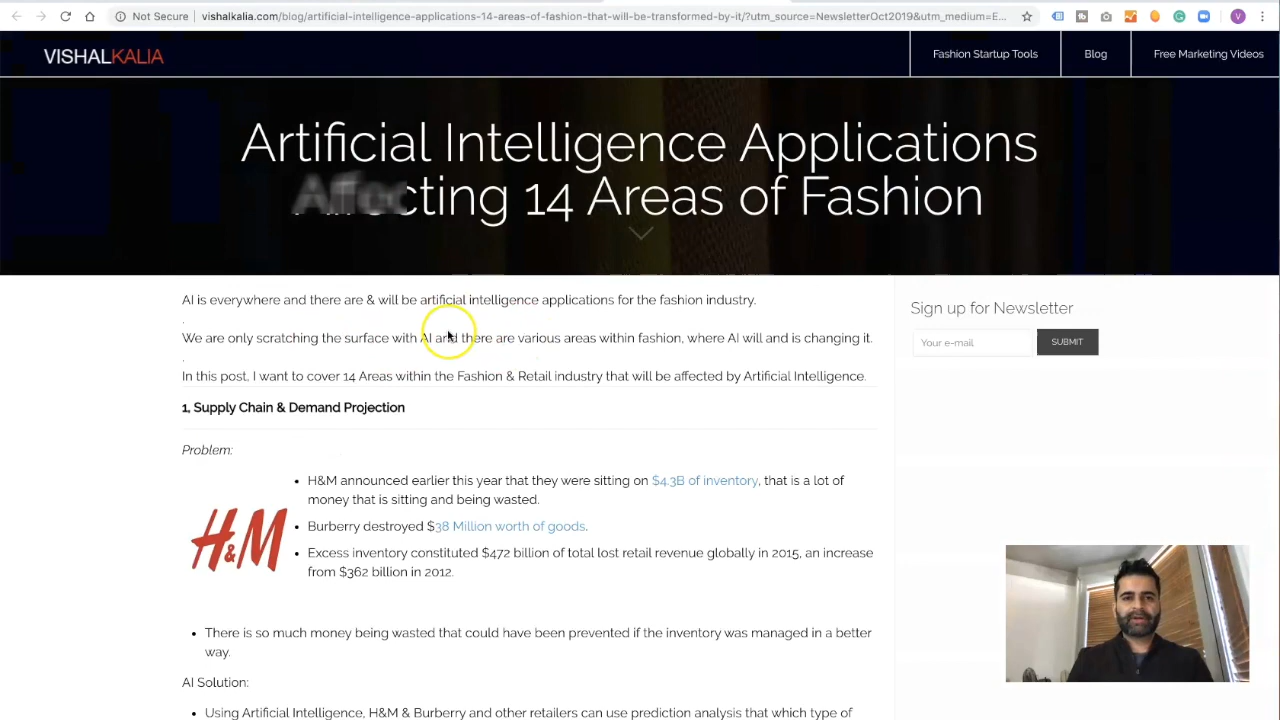 Not Secure
vishalkalia.com/blog/artificial-intelligence-applications-14-areas-of-fashion-that-will-be-transformed-by-it/?utm_source=NewsletterOct2019&utm_medium=E...
V
VISHALKALIA
Fashion Startup Tools
Blog
Free Marketing Videos
Artificial Intelligence Applications
Affecting 14 Areas of Fashion
AI is everywhere and there are & will be artificial intelligence applications for the fashion industry.
.
We are only scratching the surface with AI and there are various areas within fashion, where AI will and is changing it.
.
In this post, I want to cover 14 Areas within the Fashion & Retail industry that will be affected by Artificial Intelligence.
1, Supply Chain & Demand Projection
Problem:
H&M
• H&M announced earlier this year that they were sitting on $4.3B of inventory, that is a lot of
money that is sitting and being wasted.
• Burberry destroyed $38 Million worth of goods.
• Excess inventory constituted $472 billion of total lost retail revenue globally in 2015, an increase
from $362 billion in 2012.
• There is so much money being wasted that could have been prevented if the inventory was managed in a better
way.
AI Solution:
• Using Artificial Intelligence, H&M & Burberry and other retailers can use prediction analysis that which type of
Sign up for Newsletter
Your e-mail
SUBMIT